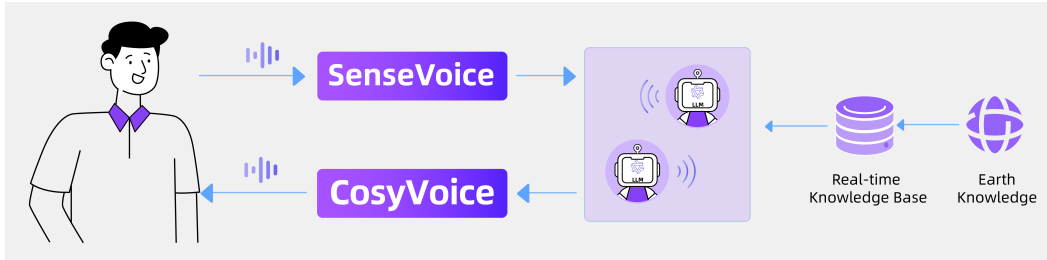 SenseVoice
LLM
LLM
CosyVoice
Real-time
Knowledge Base
Earth
Knowledge